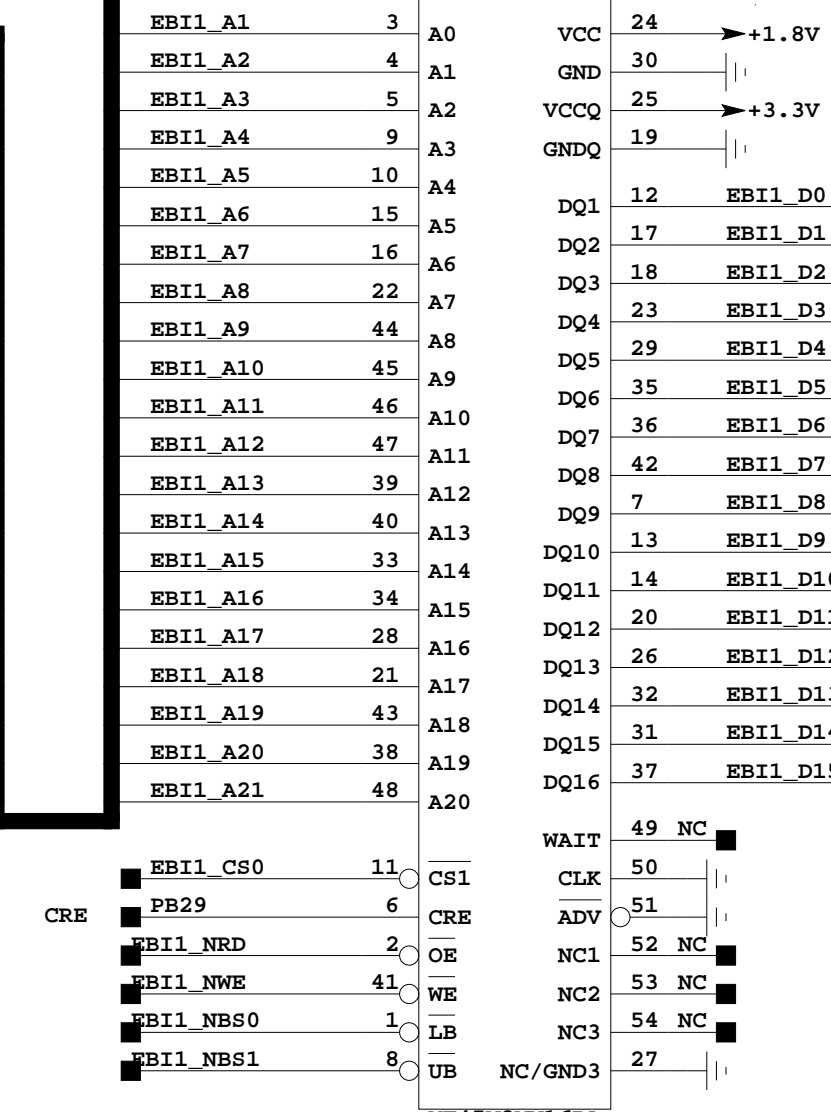 EBI1_A1 3 A0 VCC 24 +1.8V
EBI1_A2 4 A1 GND 30
EBI1_A3 5 A2 VCCQ 25 +3.3V
EBI1_A4 9 A3 GNDQ 19
EBI1_A5 10 A4
EBI1_A6 15 A5 DQ1 12 EBI1_D0
EBI1_A7 16 A6 DQ2 17 EBI1_D1
EBI1_A8 22 A7 DQ3 18 EBI1_D2
EBI1_A9 44 A8 DQ4 23 EBI1_D3
EBI1_A10 45 A9 DQ5 29 EBI1_D4
EBI1_A11 46 A10 DQ6 35 EBI1_D5
EBI1_A12 47 A11 DQ7 36 EBI1_D6
EBI1_A13 39 A12 DQ8 42 EBI1_D7
EBI1_A14 40 A13 DQ9 7 EBI1_D8
EBI1_A15 33 A14 DQ10 13 EBI1_D9
EBI1_A16 34 A15 DQ11 14 EBI1_D10
EBI1_A17 28 A16 DQ12 20 EBI1_D11
EBI1_A18 21 A17 DQ13 26 EBI1_D12
EBI1_A19 43 A18 DQ14 32 EBI1_D13
EBI1_A20 38 A19 DQ15 31 EBI1_D14
EBI1_A21 48 A20 DQ16 37 EBI1_D15
WAIT 49 NC
EBI1_CS0 11 CS1 CLK 50
CRE PB29 6 CRE ADV 51
EBI1_NRD 2 OE NC1 52 NC
EBI1_NWE 41 WE NC2 53 NC
EBI1_NBS0 1 LB NC3 54 NC
EBI1_NBS1 8 UB NC/GND3 27